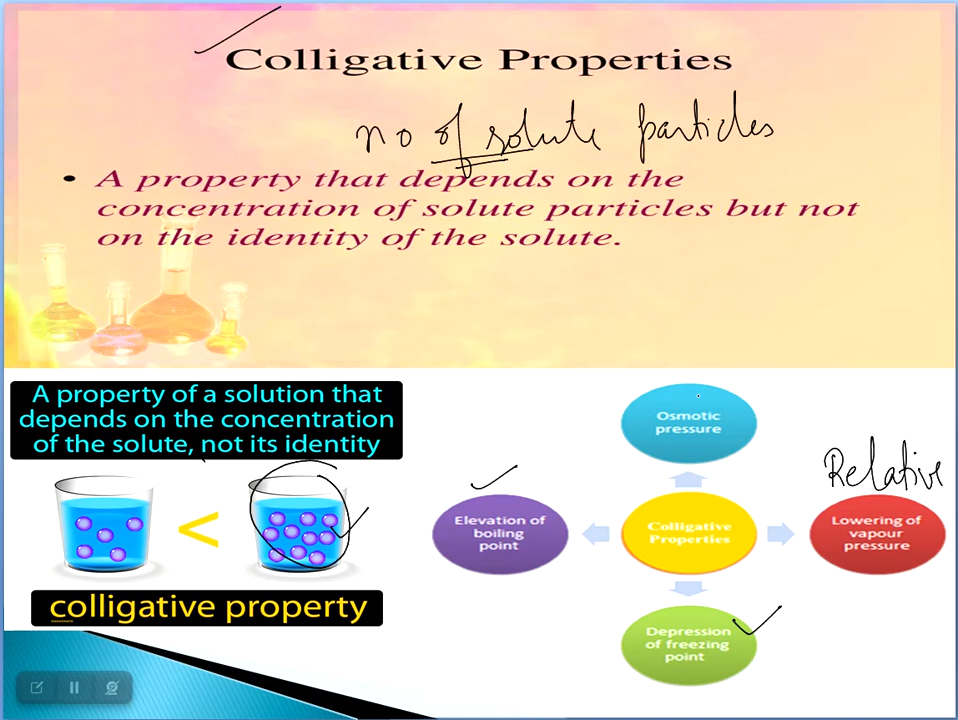 Colligative Properties
no of solute particles
• A property that depends on the
concentration of solute particles but not
on the identity of the solute.
A property of a solution that
depends on the concentration
of the solute, not its identity
<
colligative property
Osmotic
pressure
Relative
Elevation of
boiling
point
Colligative
Properties
Lowering of
vapour
pressure
Depression
of freezing
point